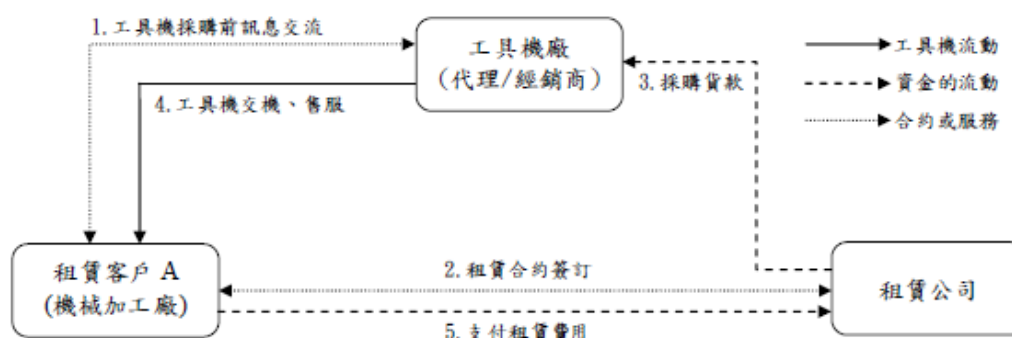 1.工具機採購前訊息交流
工具機廠
(代理/經銷商)
3.採購貨款
4.工具機交機、售服
工具機流動
資金的流動
合約或服務
租賃客戶 A
(機械加工廠)
2.租賃合約簽訂
租賃公司
5.支付租賃費用